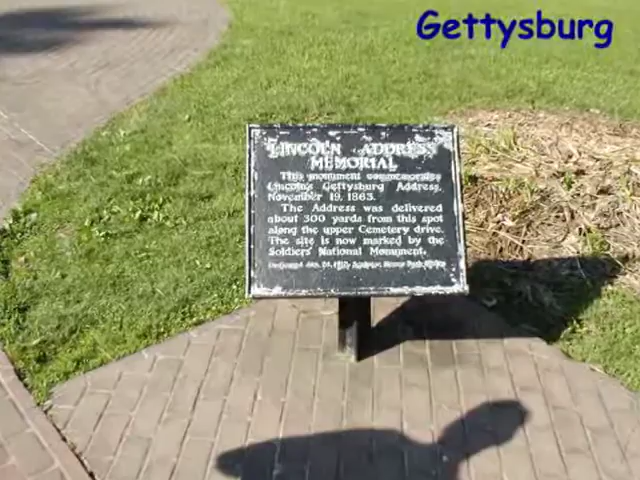 Gettysburg
LINCOLN ADDRESS
MEMORIAL
This monument commemorates
Lincoln's Gettysburg Address,
November 19, 1863.
The Address was delivered
about 300 yards from this spot
along the upper Cemetery drive.
The site is now marked by the
Soldiers' National Monument.